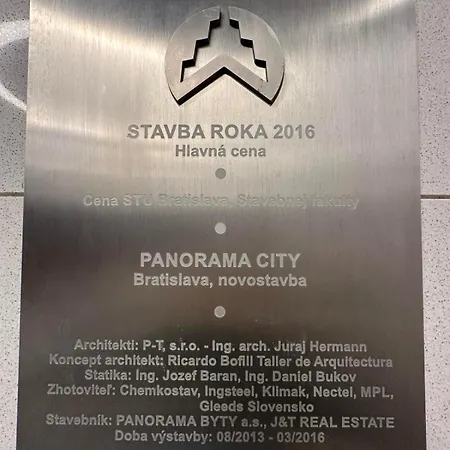 STAVBA ROKA 2016
Hlavná cena
Cena STU Bratislava, Stavebnej fakulty
PANORAMA CITY
Bratislava, novostavba
Architekti: P-T, s.r.o. - Ing. arch. Juraj Hermann
Koncept architekt: Ricardo Bofill Taller de Arquitectura
Statika: Ing. Jozef Baran, Ing. Daniel Bukov
Zhotoviteľ: Chemkostav, Ingsteel, Klimak, Nectel, MPL,
Gleeds Slovensko
Stavebník: PANORAMA BYTY a.s., J&T REAL ESTATE
Doba výstavby: 08/2013 - 03/2016